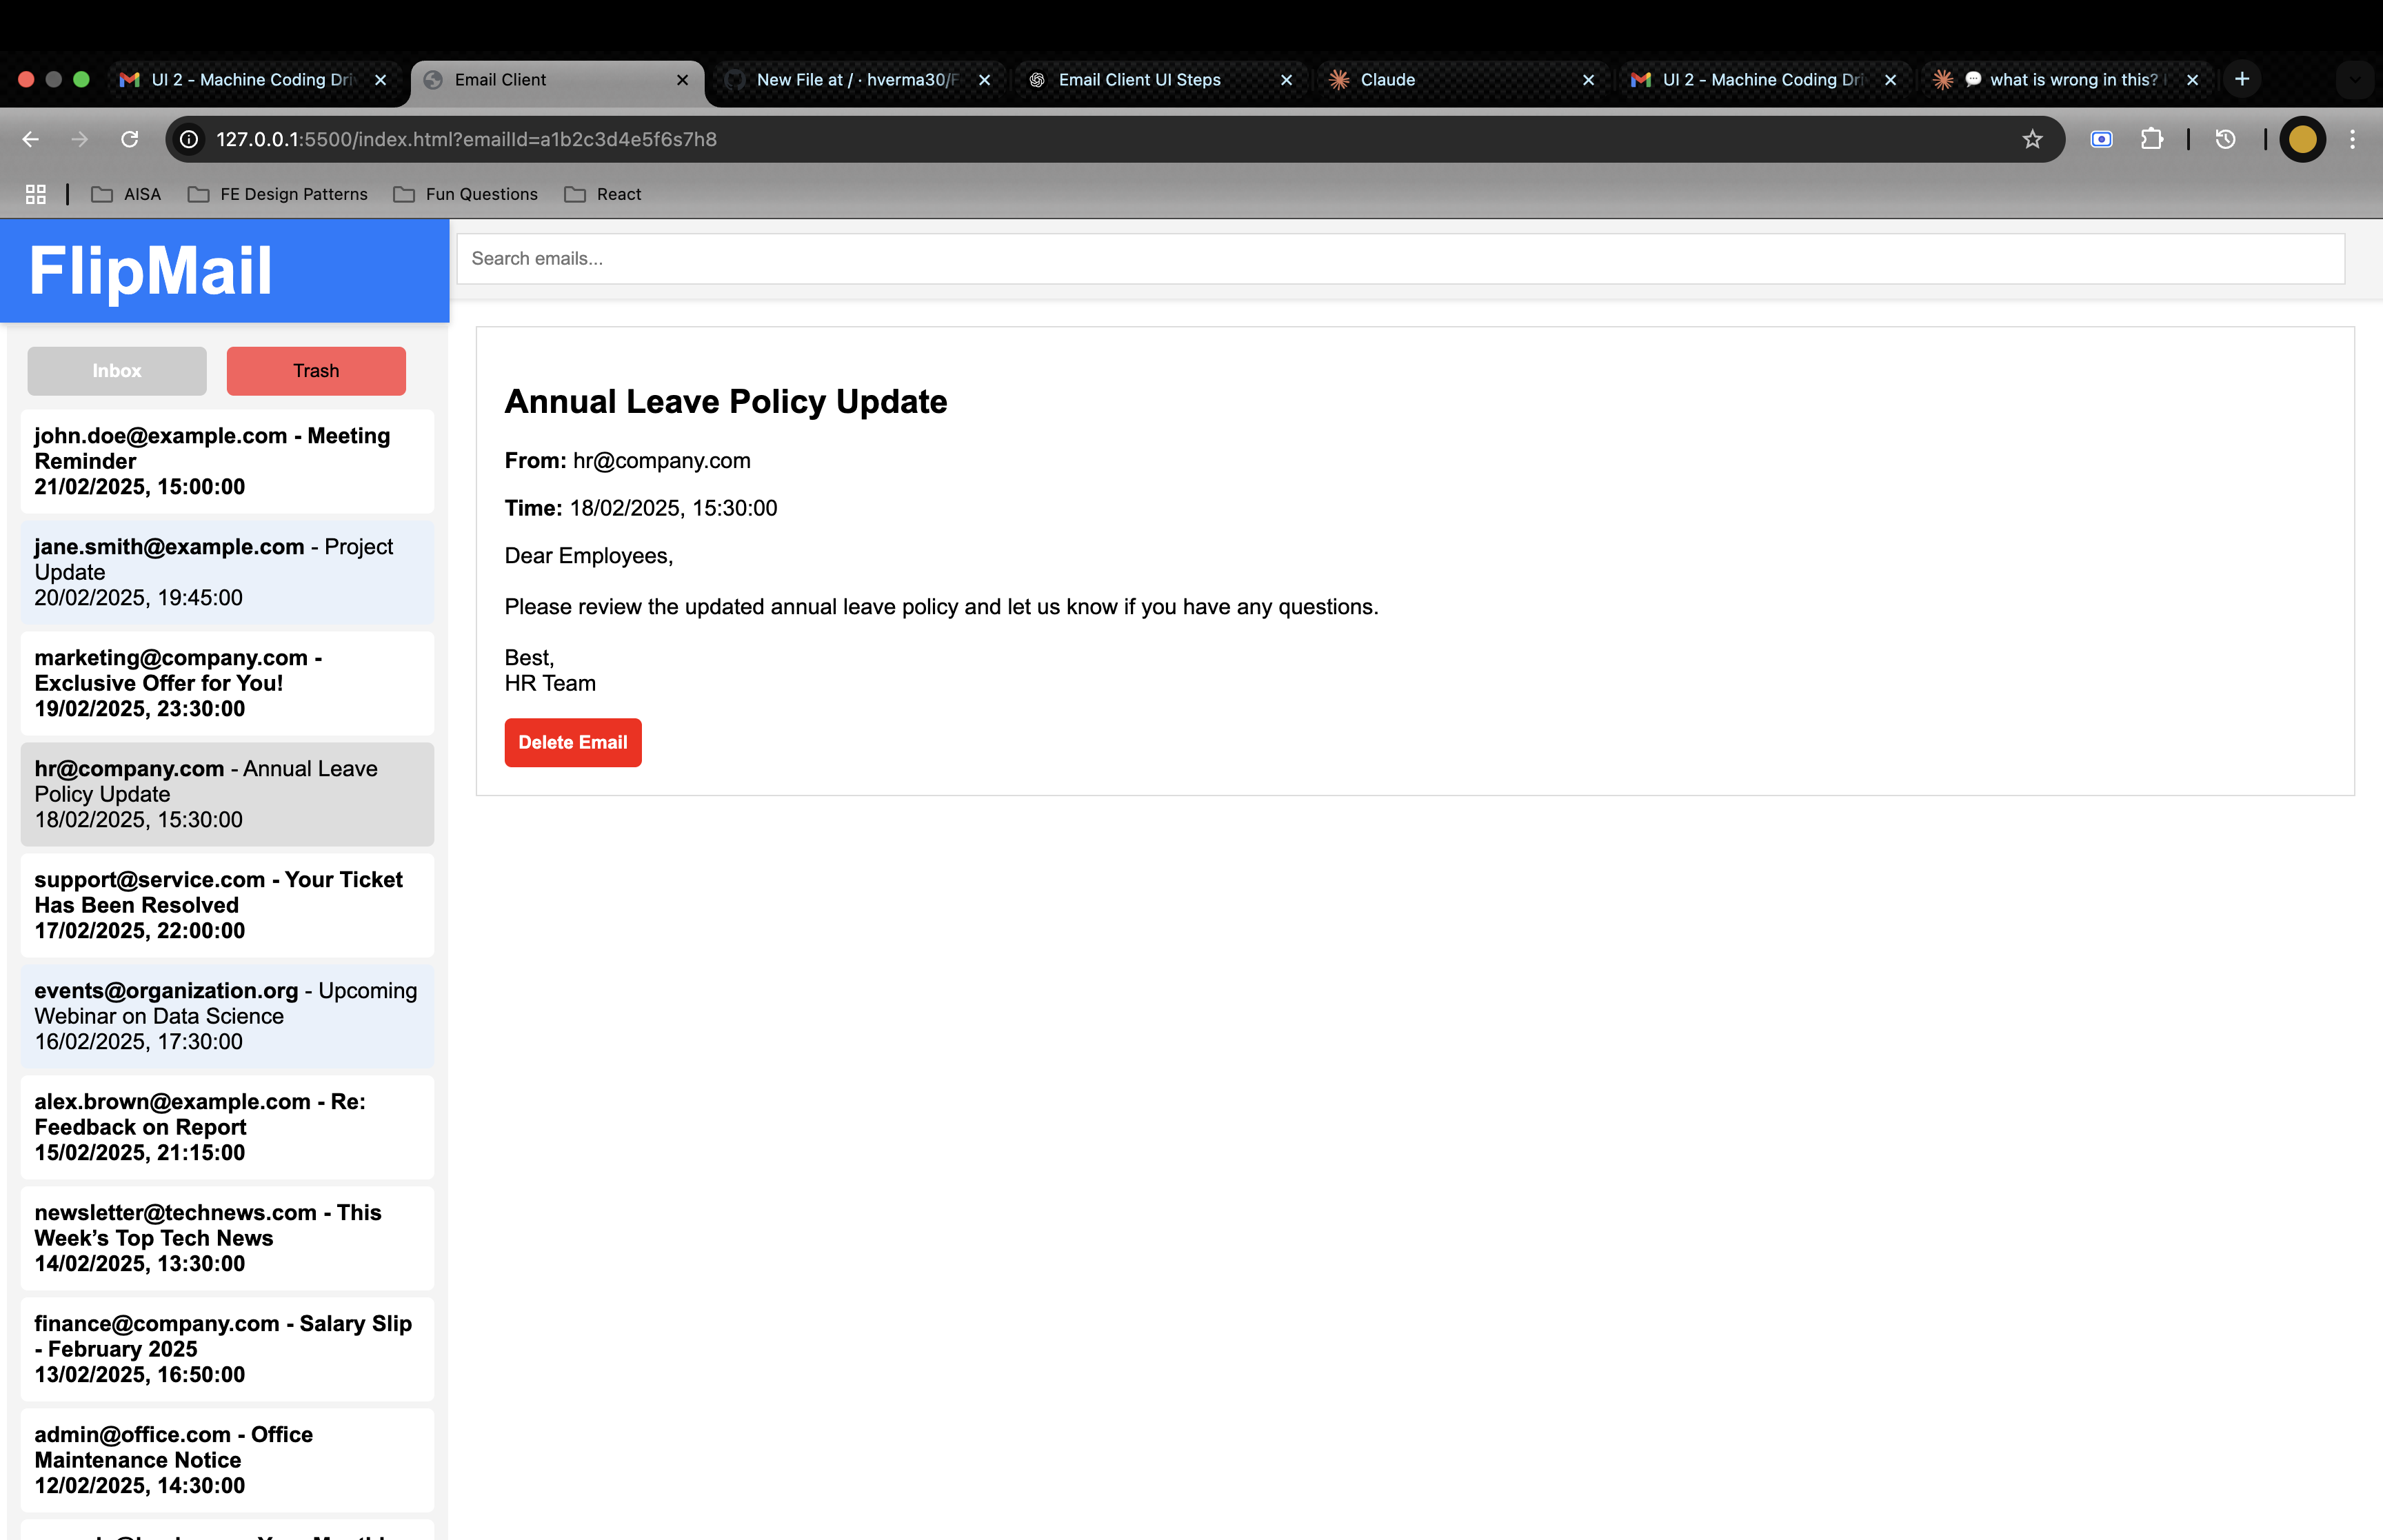 UI 2 - Machine Coding Dri
Email Client
New File at / · hverma30/F
Email Client UI Steps
Claude
UI 2 - Machine Coding Dri
what is wrong in this?
127.0.0.1:5500/index.html?emailId=a1b2c3d4e5f6s7h8
AISA
FE Design Patterns
Fun Questions
React
FlipMail
Search emails...
Inbox
Trash
john.doe@example.com - Meeting
Reminder
21/02/2025, 15:00:00
jane.smith@example.com - Project
Update
20/02/2025, 19:45:00
marketing@company.com -
Exclusive Offer for You!
19/02/2025, 23:30:00
hr@company.com - Annual Leave
Policy Update
18/02/2025, 15:30:00
support@service.com - Your Ticket
Has Been Resolved
17/02/2025, 22:00:00
events@organization.org - Upcoming
Webinar on Data Science
16/02/2025, 17:30:00
alex.brown@example.com - Re:
Feedback on Report
15/02/2025, 21:15:00
newsletter@technews.com - This
Week’s Top Tech News
14/02/2025, 13:30:00
finance@company.com - Salary Slip
- February 2025
13/02/2025, 16:50:00
admin@office.com - Office
Maintenance Notice
12/02/2025, 14:30:00
Annual Leave Policy Update
From: hr@company.com
Time: 18/02/2025, 15:30:00
Dear Employees,
Please review the updated annual leave policy and let us know if you have any questions.
Best,
HR Team
Delete Email